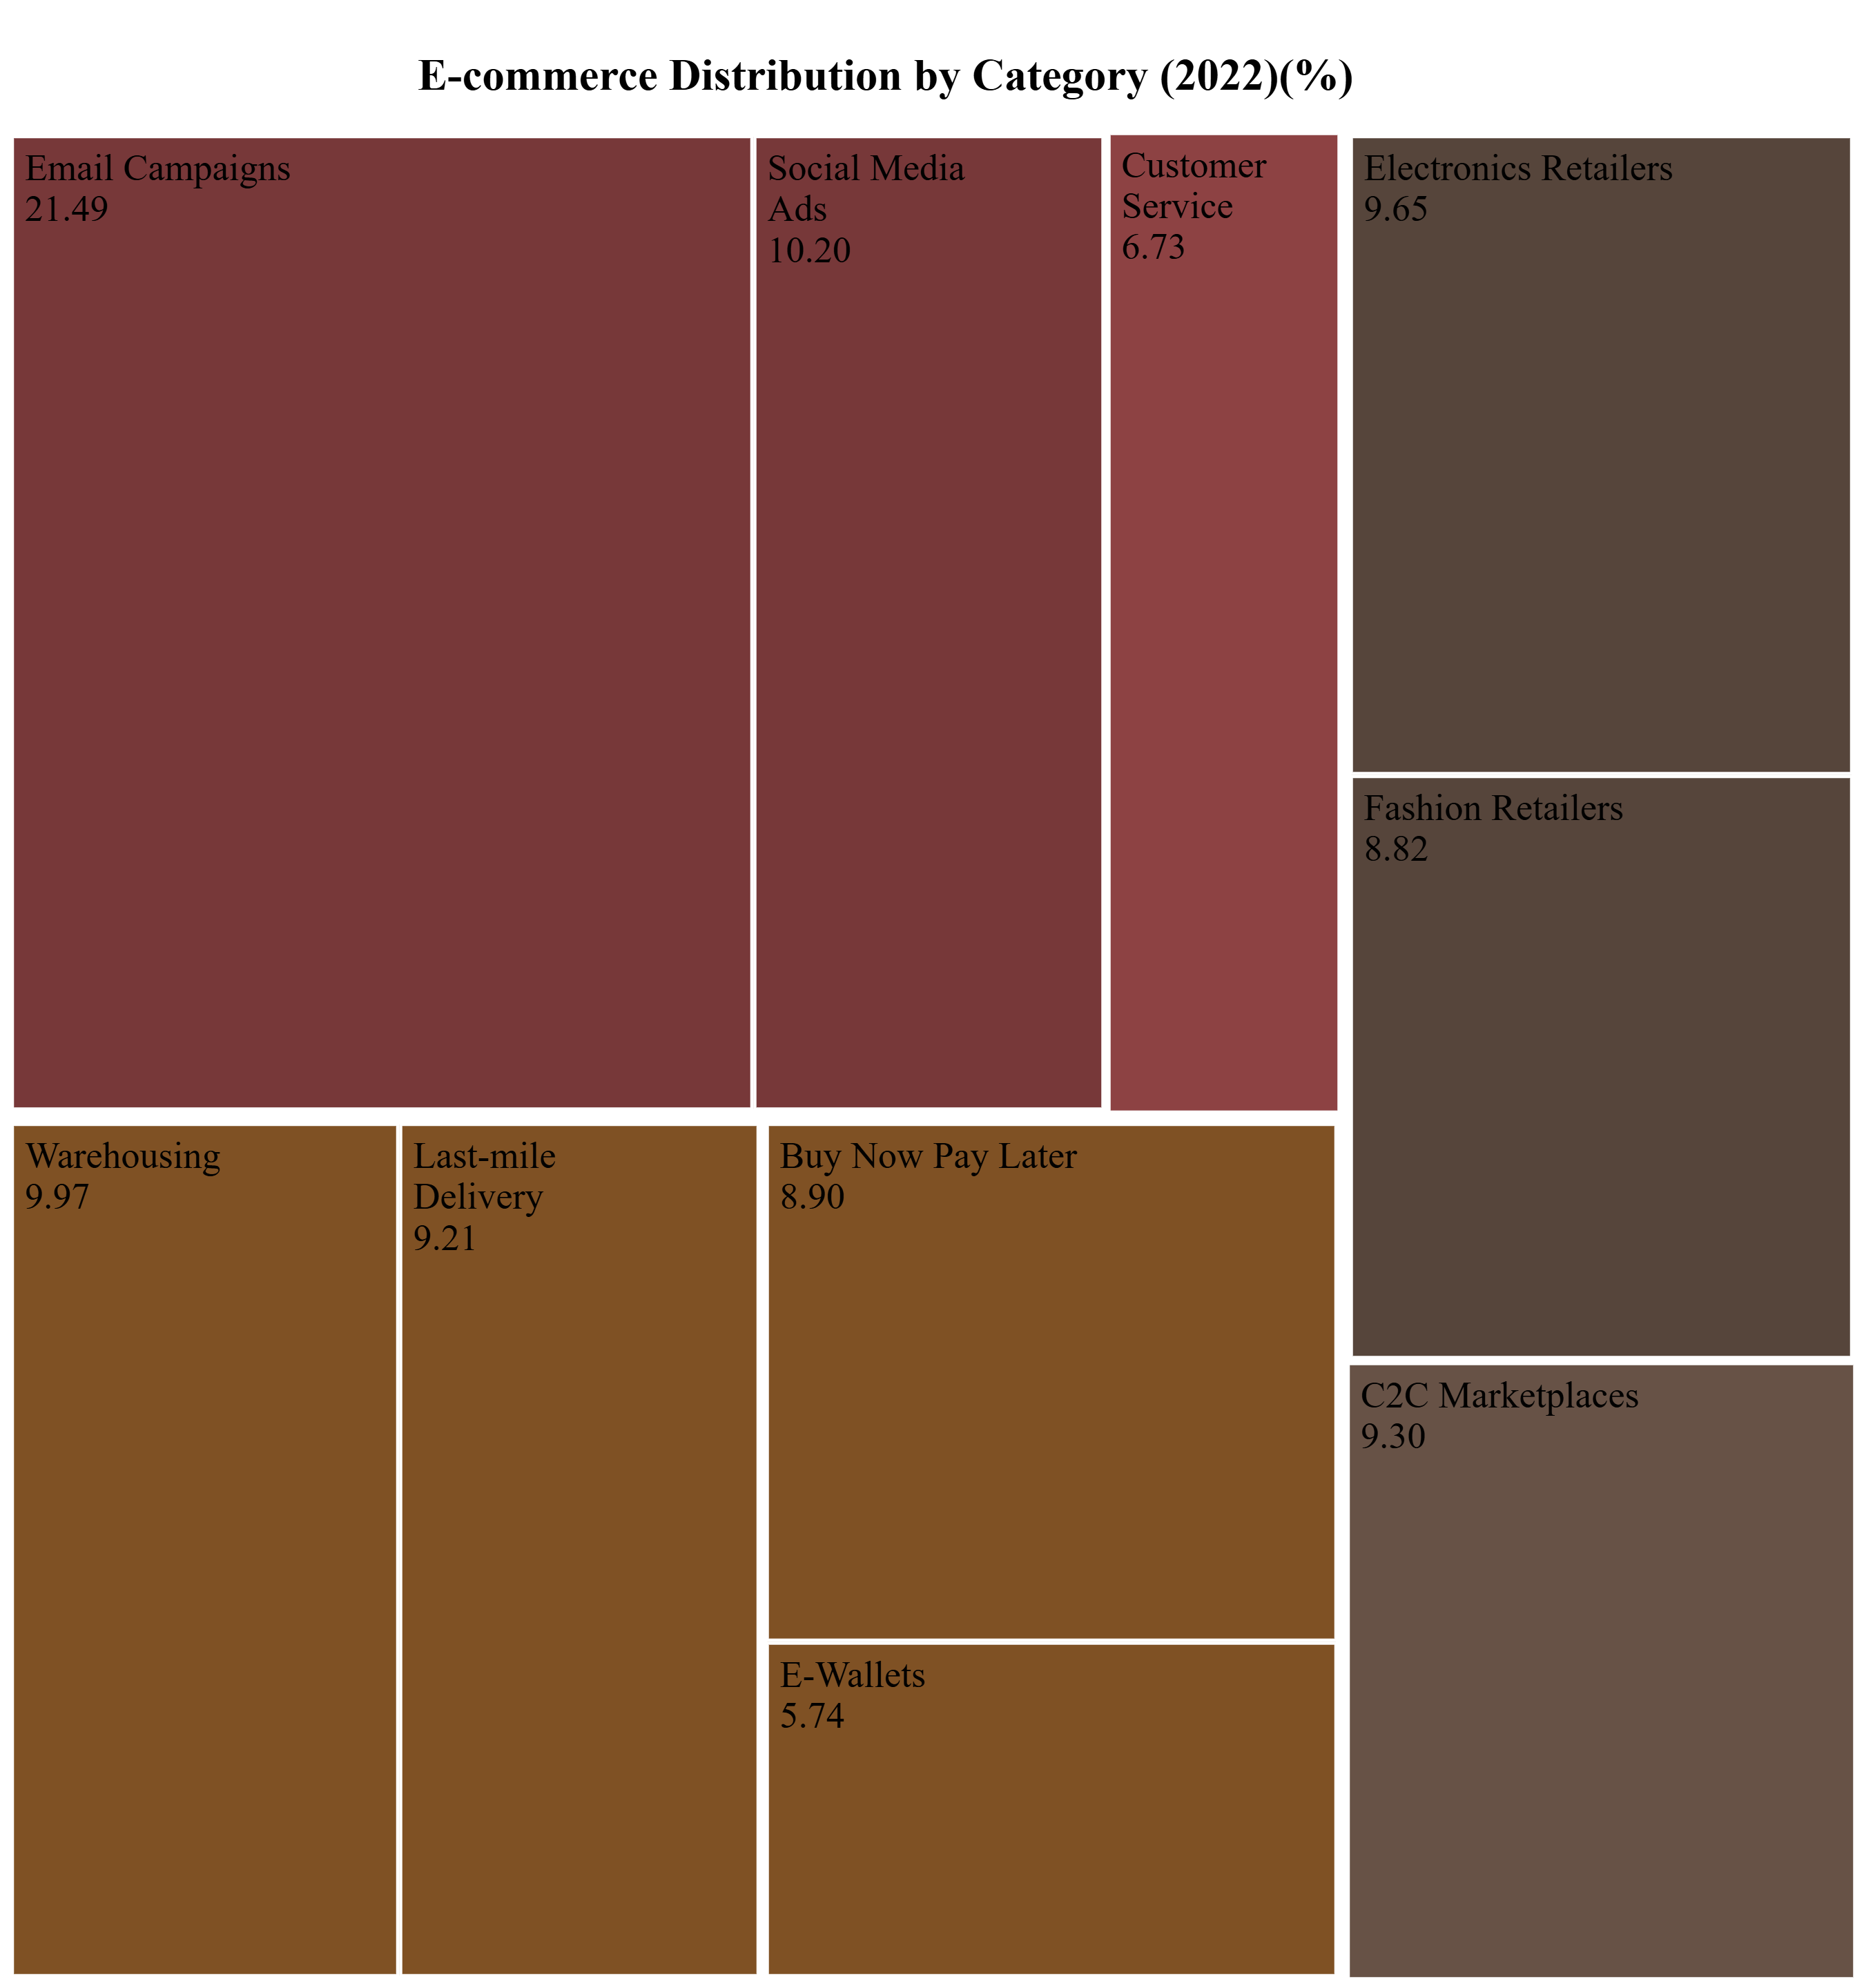 E-commerce Distribution by Category (2022)(%)
Email Campaigns
21.49
Social Media
Ads
10.20
Customer
Service
6.73
Electronics Retailers
9.65
Fashion Retailers
8.82
Warehousing
9.97
Last-mile
Delivery
9.21
Buy Now Pay Later
8.90
E-Wallets
5.74
C2C Marketplaces
9.30